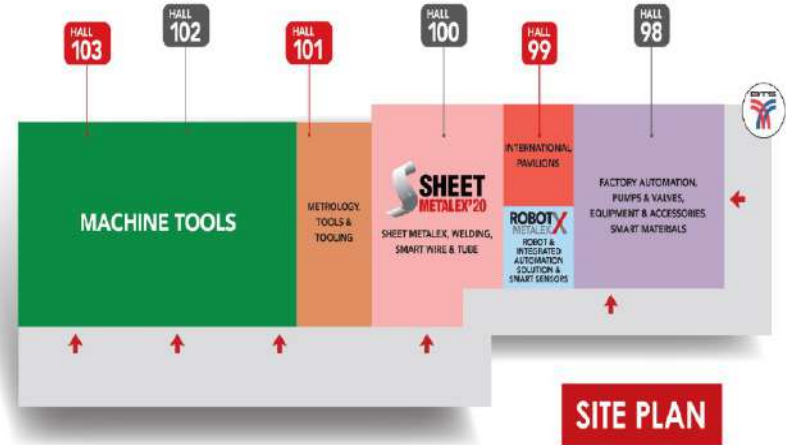 HALL
103
HALL
102
HALL
101
HALL
100
HALL
99
HALL
98
BTS
MACHINE TOOLS
METROLOGY,
TOOLS &
TOOLING
SHEET
METALEX'20
SHEET METALEX, WELDING,
SMART WIRE & TUBE
INTERNATIONAL
PAVILIONS
ROBOTX
METALEX
ROBOT &
INTEGRATED
AUTOMATION
SOLUTION &
SMART SENSORS
FACTORY AUTOMATION,
PUMPS & VALVES,
EQUIPMENT & ACCESSORIES
SMART MATERIALS
SITE PLAN